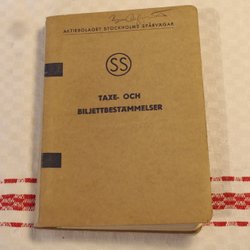 AKTIEBOLAGET STOCKHOLMS SPÅRVÄGAR
SS
TAXE- OCH
BILJETTBESTÄMMELSER